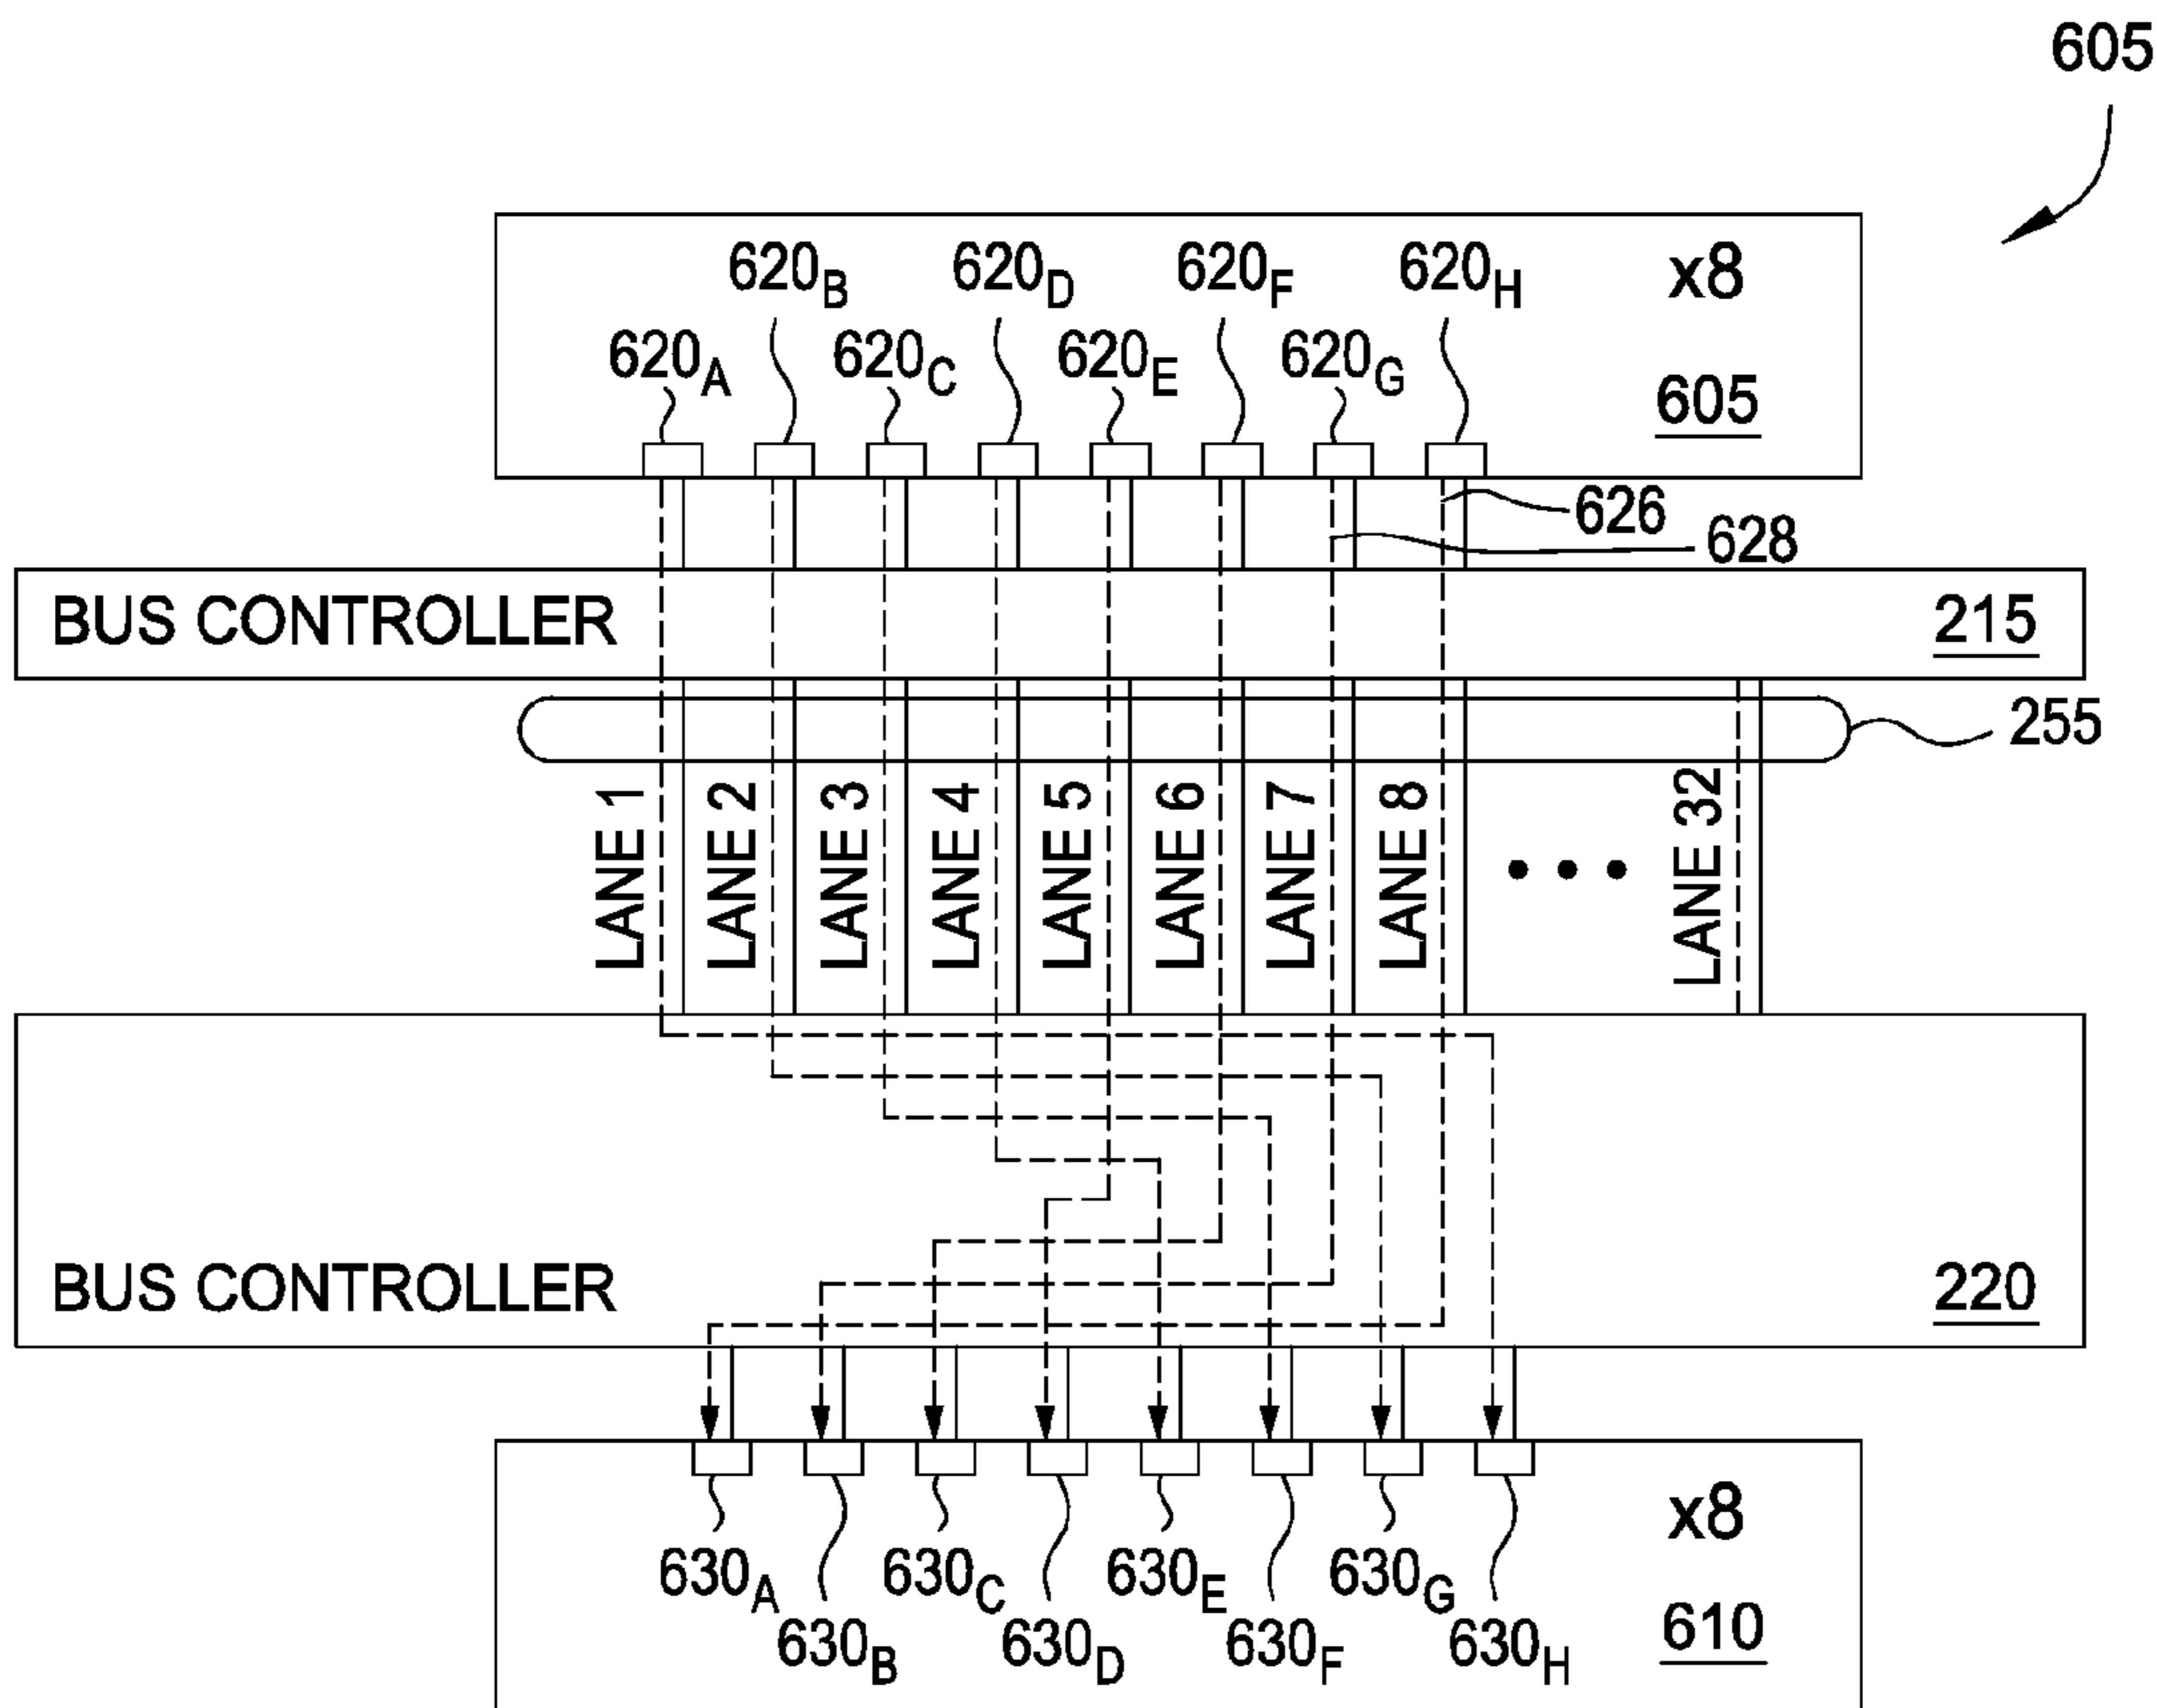 605
620B 620D 620F 620H x8
620A 620C 620E 620G 605
626
628
BUS CONTROLLER 215
255
LANE 1
LANE 2
LANE 3
LANE 4
LANE 5
LANE 6
LANE 7
LANE 8
LANE 32
BUS CONTROLLER 220
x8
630A 630C 630E 630G
630B 630D 630F 630H 610